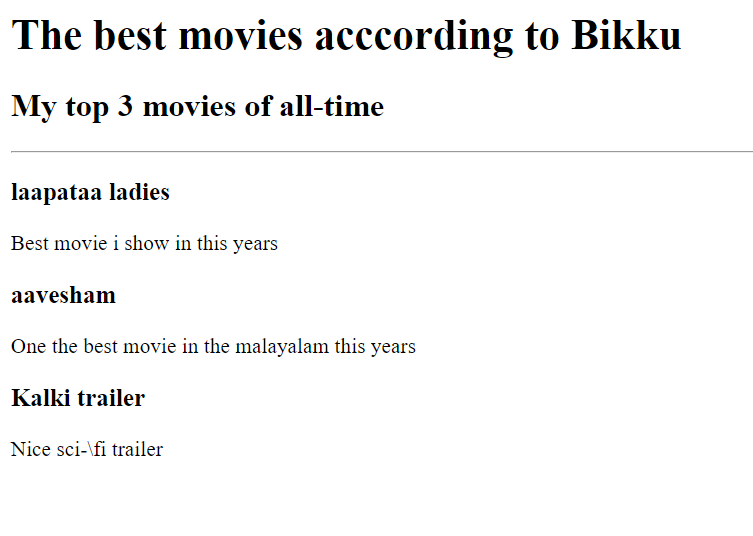 The best movies acccording to Bikku
My top 3 movies of all-time
laapataa ladies
Best movie i show in this years
aavesham
One the best movie in the malayalam this years
Kalki trailer
Nice sci-\fi trailer